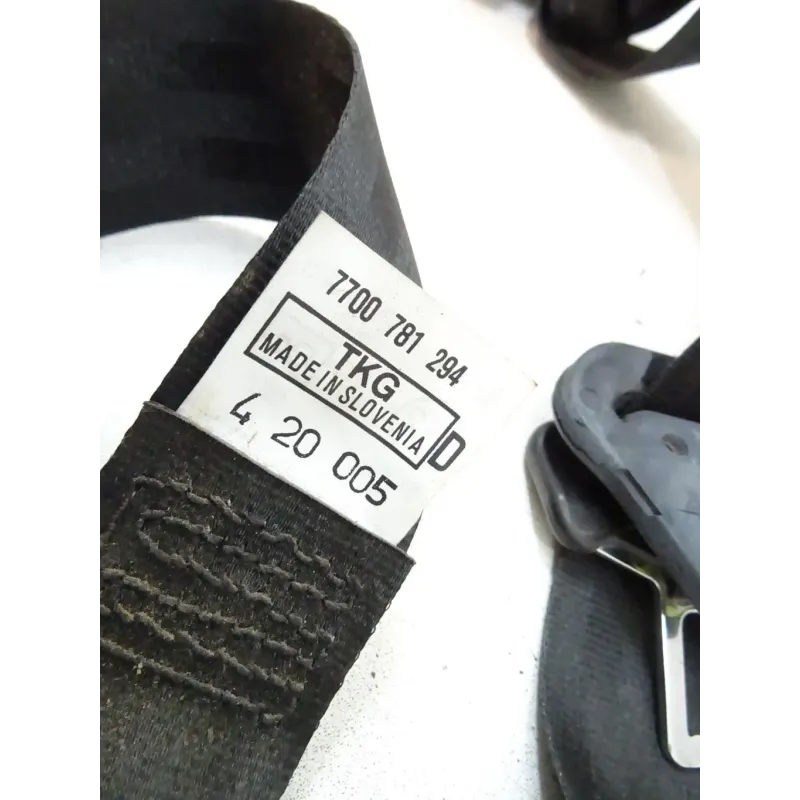 7700 781 294
TKG
MADE IN SLOVENIA D
4 20 005